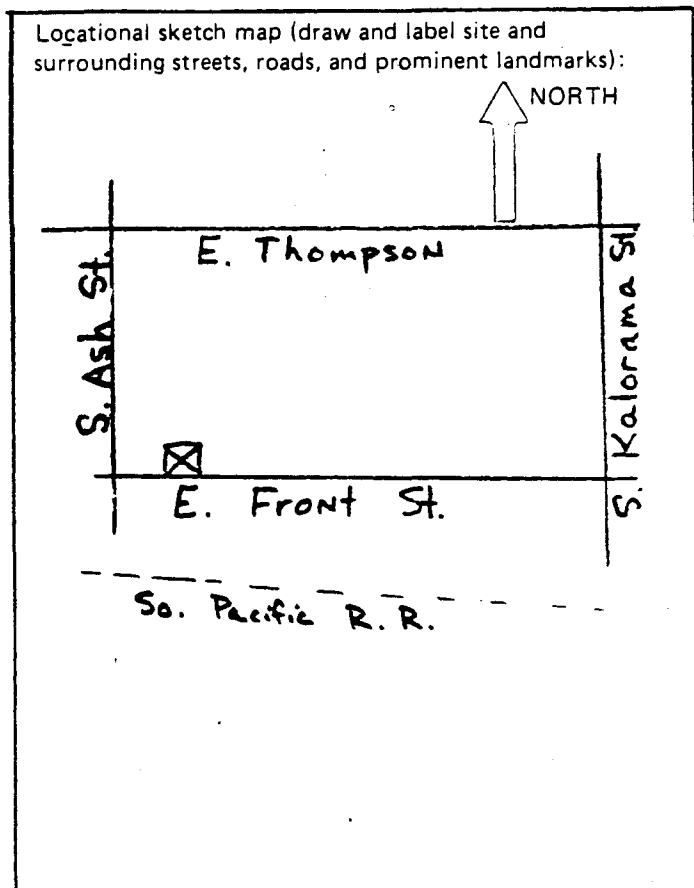 Locational sketch map (draw and label site and
surrounding streets, roads, and prominent landmarks):
NORTH
E. Thompson
S. Ash St.
S. Kalorama St.
E. Front St.
So. Pacific R. R.